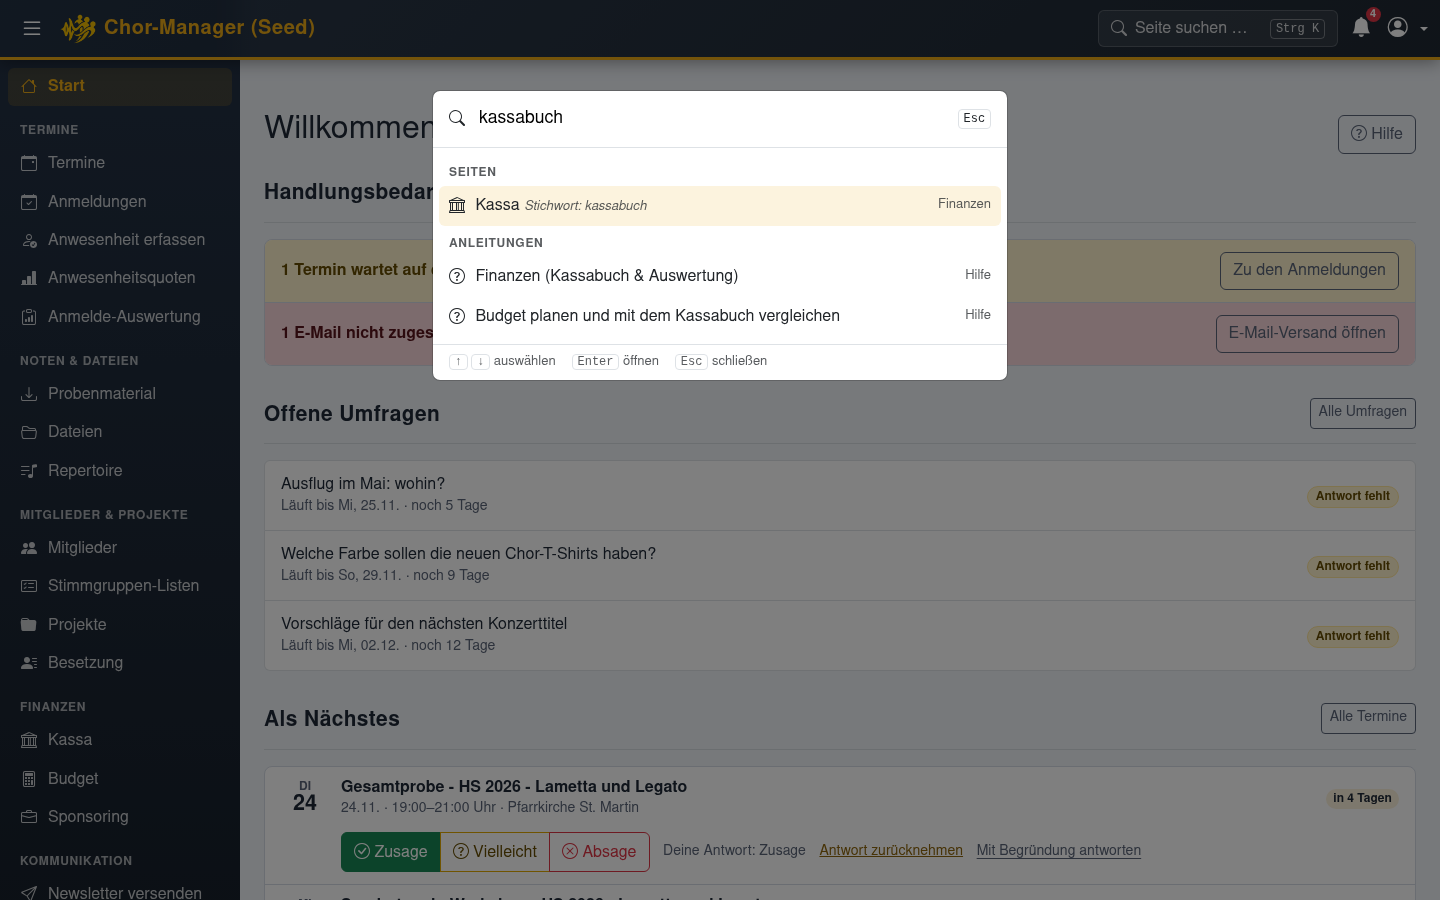 Chor-Manager (Seed)
Seite suchen ...
Strg K
4
Start
TERMINE
Termine
Anmeldungen
Anwesenheit erfassen
Anwesenheitsquoten
Anmelde-Auswertung
NOTEN & DATEIEN
Probenmaterial
Dateien
Repertoire
MITGLIEDER & PROJEKTE
Mitglieder
Stimmgruppen-Listen
Projekte
Besetzung
FINANZEN
Kassa
Budget
Sponsoring
KOMMUNIKATION
Newsletter versenden
kassabuch
Esc
SEITEN
Kassa Stichwort: kassabuch
Finanzen
ANLEITUNGEN
Finanzen (Kassabuch & Auswertung)
Hilfe
Budget planen und mit dem Kassabuch vergleichen
Hilfe
↑ ↓ auswählen Enter öffnen Esc schließen
Willkommen
Hilfe
Handlungsbedar
1 Termin wartet auf
Zu den Anmeldungen
1 E-Mail nicht zuges
E-Mail-Versand öffnen
Offene Umfragen
Alle Umfragen
Ausflug im Mai: wohin?
Läuft bis Mi, 25.11. · noch 5 Tage
Antwort fehlt
Welche Farbe sollen die neuen Chor-T-Shirts haben?
Läuft bis So, 29.11. · noch 9 Tage
Antwort fehlt
Vorschläge für den nächsten Konzerttitel
Läuft bis Mi, 02.12. · noch 12 Tage
Antwort fehlt
Als Nächstes
Alle Termine
DI
24
Gesamtprobe - HS 2026 - Lametta und Legato
24.11. · 19:00–21:00 Uhr · Pfarrkirche St. Martin
in 4 Tagen
Zusage Vielleicht Absage Deine Antwort: Zusage Antwort zurücknehmen Mit Begründung antworten